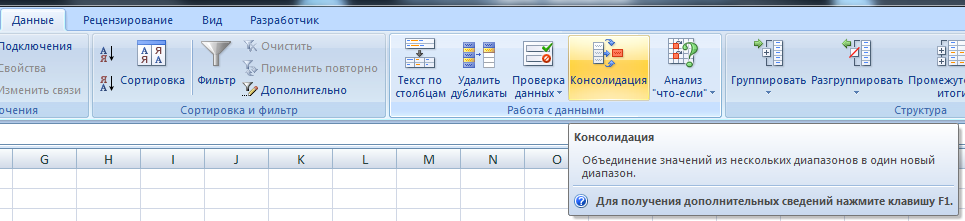 Данные Рецензирование Вид Разработчик
Подключения
Свойства
Изменить связи
Сортировка
Фильтр
Очистить
Применить повторно
Дополнительно
Текст по
столбцам
Удалить
дубликаты
Проверка
данных
Консолидация
Анализ
"что-если"
Группировать
Разгруппировать
Промежуто
итоги
чения
Сортировка и фильтр
Работа с данными
Структура
Консолидация
Объединение значений из нескольких диапазонов в один новый
диапазон.
Для получения дополнительных сведений нажмите клавишу F1.
G H I J K L M N O